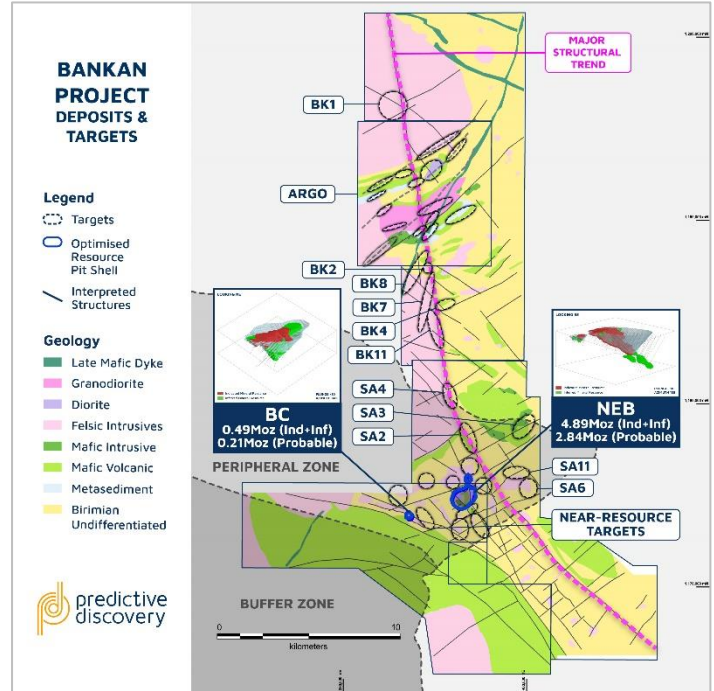 BANKAN
PROJECT
DEPOSITS &
TARGETS
Legend
Targets
Optimised
Resource
Pit Shell
Interpreted
Structures
Geology
Late Mafic Dyke
Granodiorite
Diorite
Felsic Intrusives
Mafic Intrusive
Mafic Volcanic
Metasediment
Birimian
Undifferentiated
predictive
discovery
MAJOR
STRUCTURAL
TREND
BK1
ARGO
BK2
BK8
BK7
BK4
BK11
SA4
SA3
SA2
BC
0.49Moz (Ind+Inf)
0.21Moz (Probable)
NEB
4.89Moz (Ind+Inf)
2.84Moz (Probable)
SA11
SA6
NEAR-RESOURCE
TARGETS
PERIPHERAL ZONE
BUFFER ZONE
0 10
kilometers